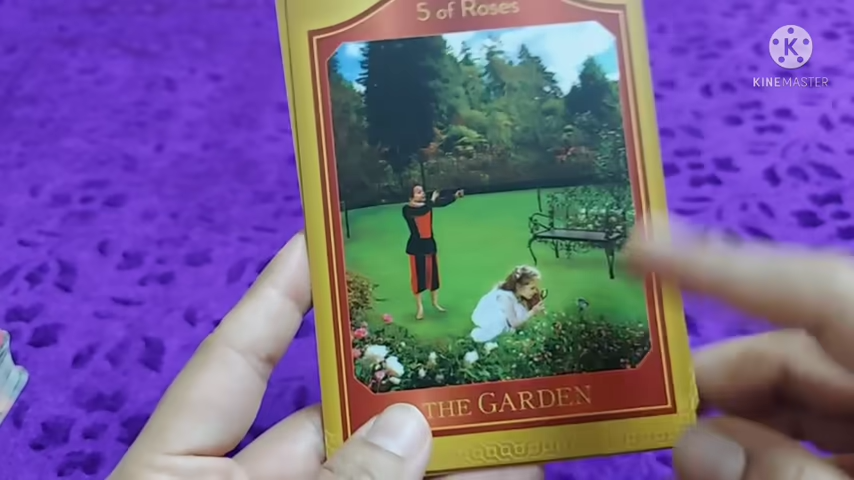 5 of Roses
K
KINEMASTER
THE GARDEN